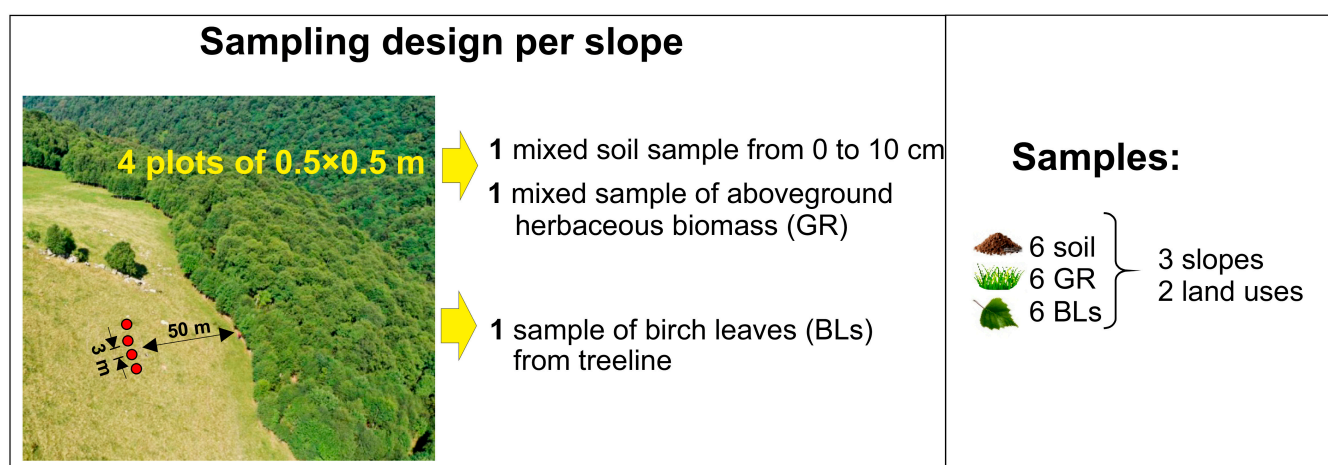 Sampling design per slope
4 plots of 0.5×0.5 m
1 mixed soil sample from 0 to 10 cm
1 mixed sample of aboveground
herbaceous biomass (GR)
50 m
3 m
1 sample of birch leaves (BLs)
from treeline
Samples:
6 soil
6 GR
6 BLs
3 slopes
2 land uses